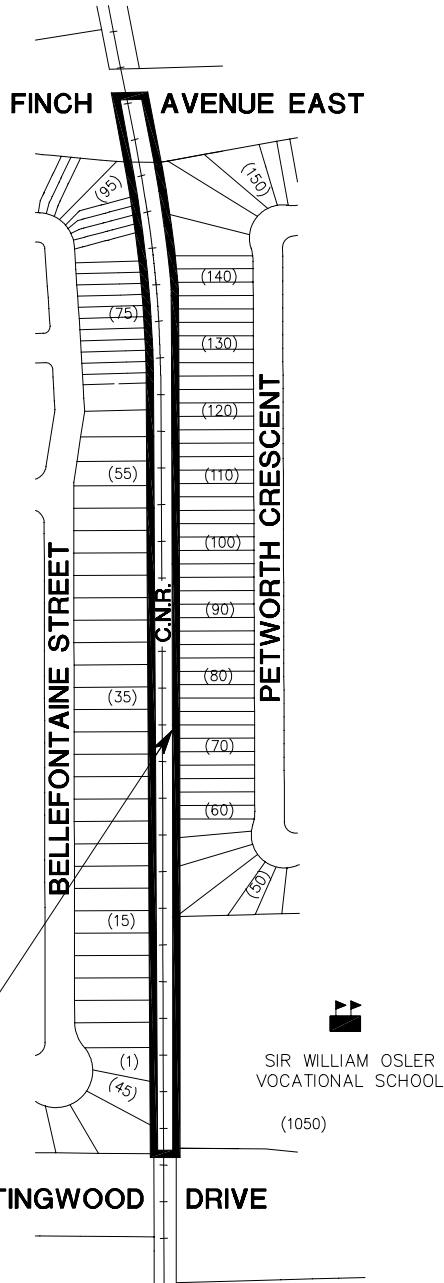 FINCH AVENUE EAST
(95)
(150)
(140)
(75)
(130)
(120)
(55)
(110)
(100)
C.N.R.
(90)
(80)
(35)
(70)
(60)
(50)
(15)
(1)
(45)
BELLEFONTAINE STREET
PETWORTH CRESCENT
SIR WILLIAM OSLER
VOCATIONAL SCHOOL
(1050)
TINGWOOD DRIVE